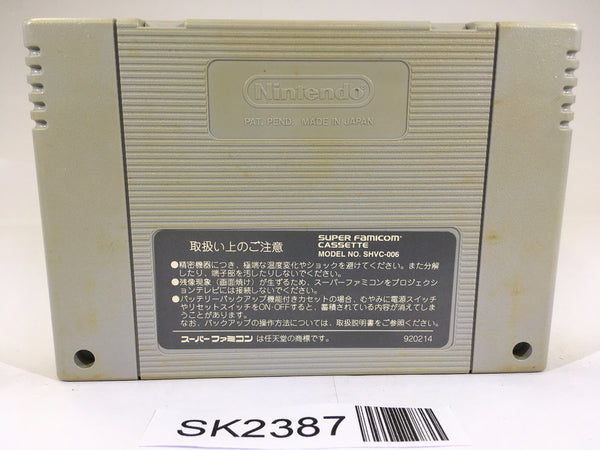 Nintendo
PAT. PEND. MADE IN JAPAN
取扱い上のご注意
SUPER FAMICOM
CASSETTE
MODEL NO. SHVC-006
●精密機器につき、極端な温度変化やショックを避けてください。また分解
したり、端子部を汚したりしないでください。
●残像現象（画面焼け）が生ずるため、スーパーファミコンをプロジェクシ
ョンテレビには接続しないでください。
●バッテリーバックアップ機能付きカセットの場合、むやみに電源スイッチ
やリセットスイッチをON・OFFすると、蓄積されている内容が消えてしま
うことがあります。
なお、バックアップの操作方法については、取扱説明書をご参照ください。
スーパーファミコン は任天堂の商標です。
920214
SK2387